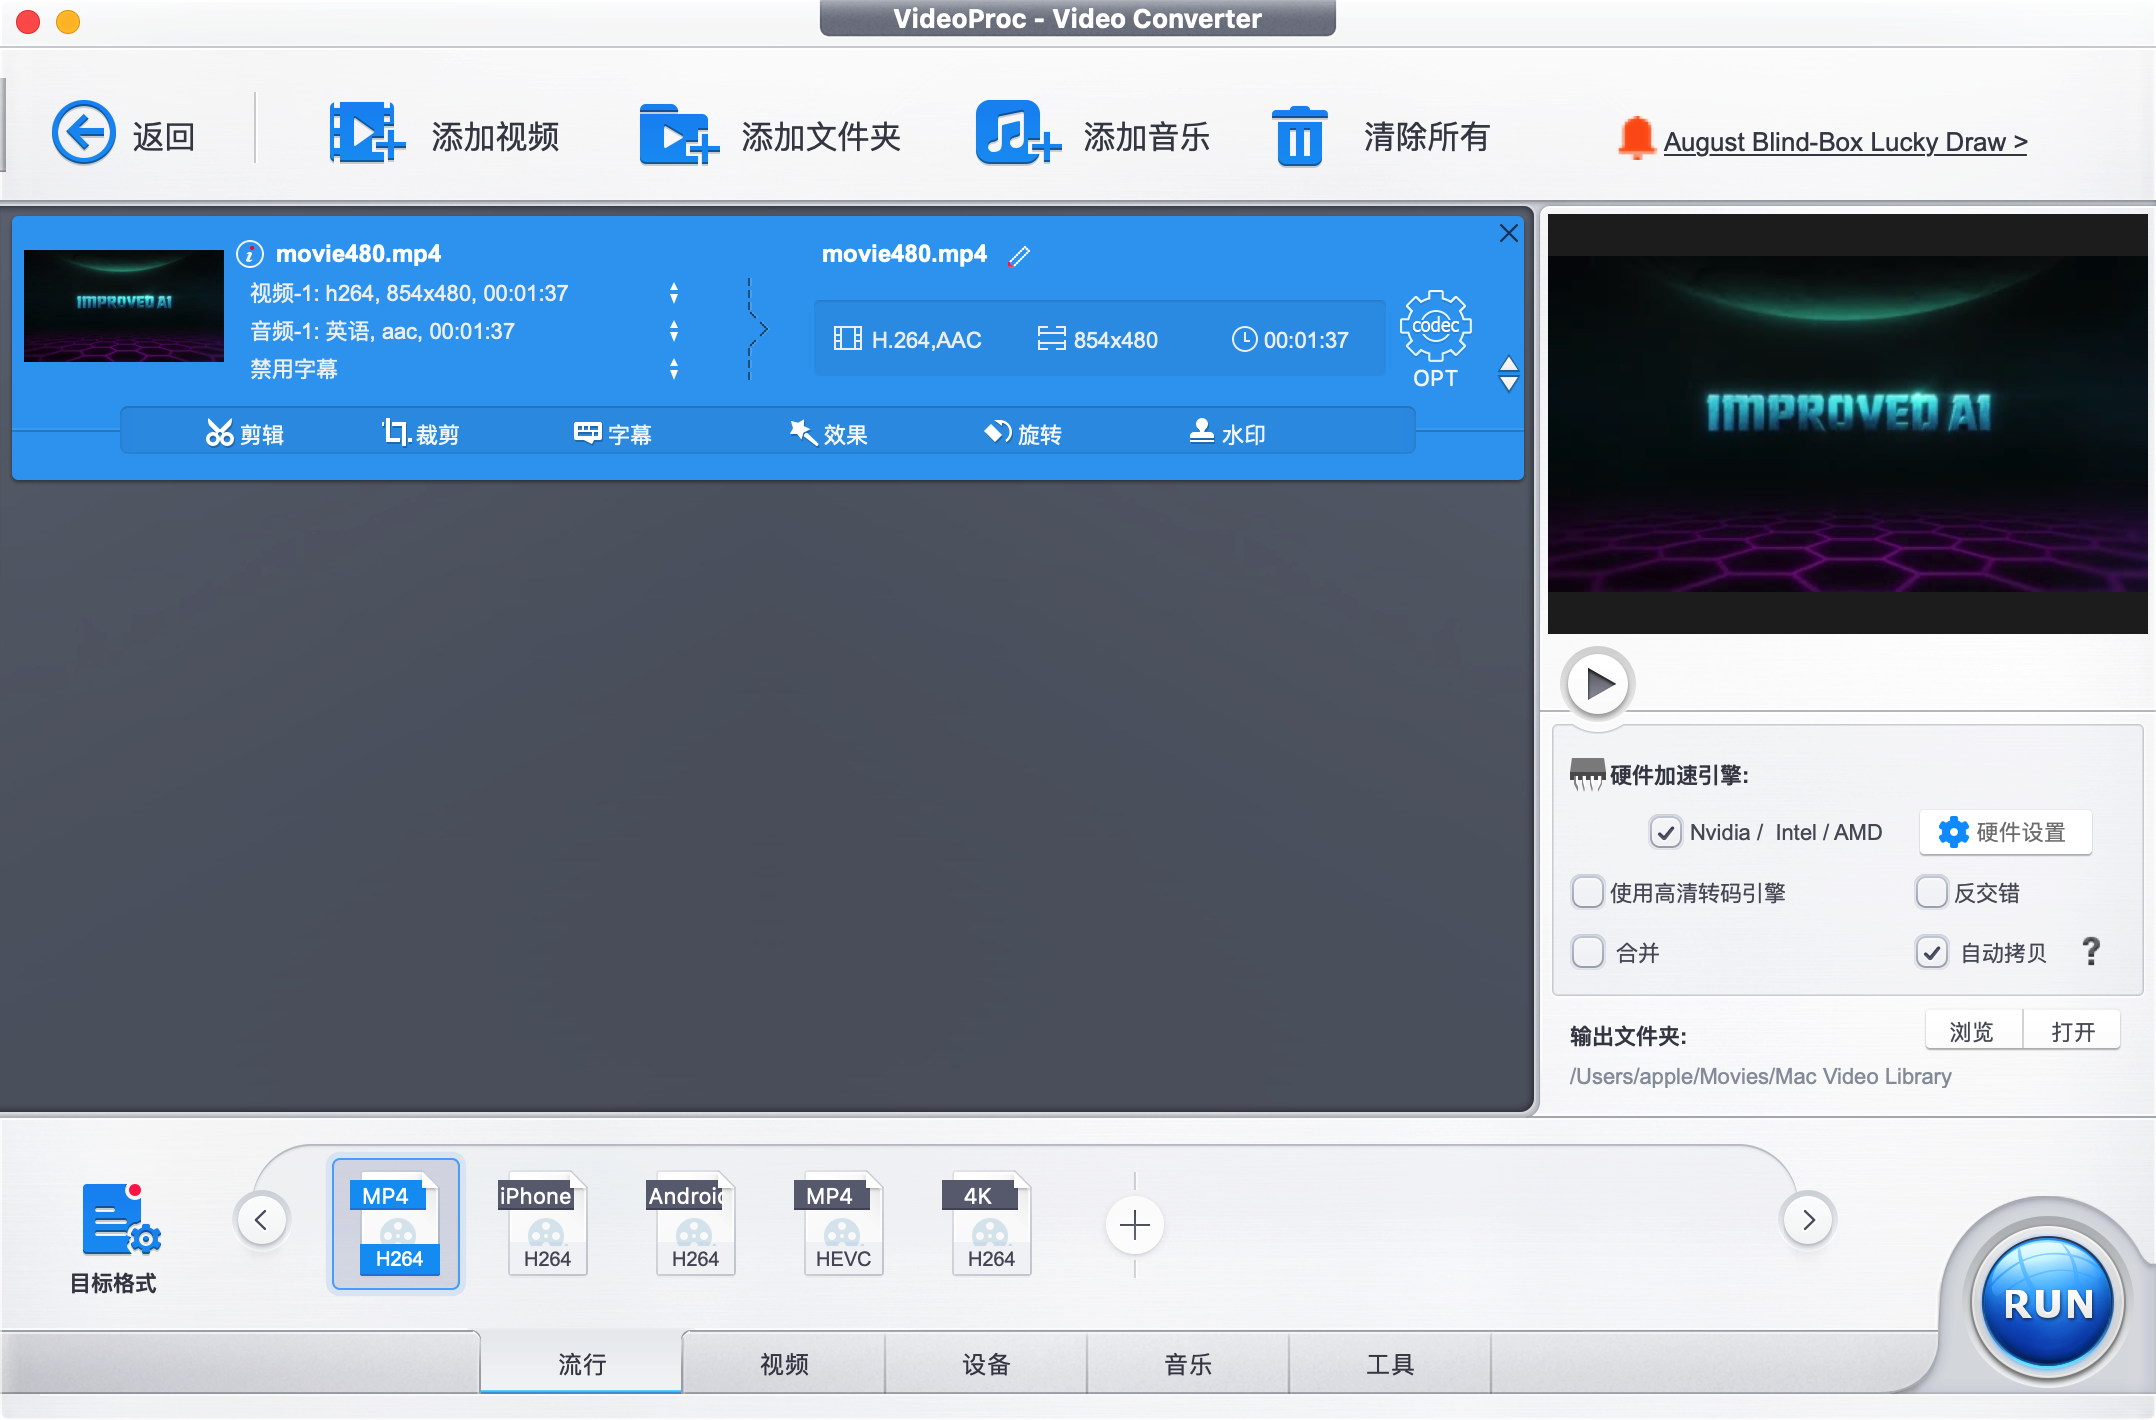 VideoProc - Video Converter
返回
添加视频
添加文件夹
添加音乐
清除所有
August Blind-Box Lucky Draw >
IMPROVED AI
movie480.mp4
视频-1: h264, 854x480, 00:01:37
音频-1: 英语, aac, 00:01:37
禁用字幕
movie480.mp4
H.264,AAC
854x480
00:01:37
codec
OPT
剪辑
裁剪
字幕
效果
旋转
水印
IMPROVED AI
硬件加速引擎:
Nvidia / Intel / AMD
硬件设置
使用高清转码引擎
反交错
合并
自动拷贝
?
输出文件夹:
浏览
打开
/Users/apple/Movies/Mac Video Library
目标格式
MP4
H264
iPhone
H264
Android
H264
MP4
HEVC
4K
H264
RUN
流行
视频
设备
音乐
工具